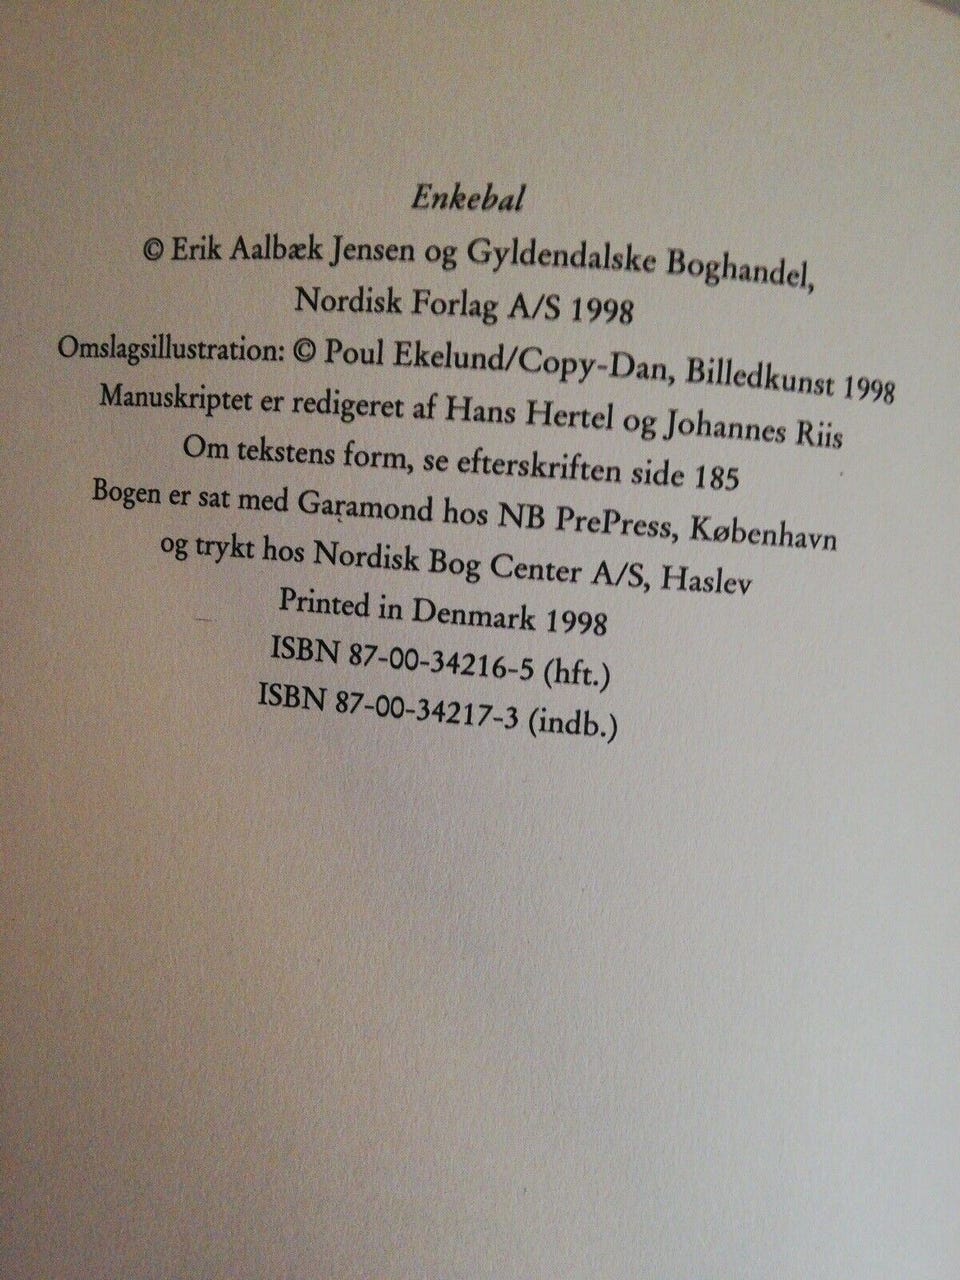 Enkebal
© Erik Aalbæk Jensen og Gyldendalske Boghandel,
Nordisk Forlag A/S 1998
Omslagsillustration: © Poul Ekelund/Copy-Dan, Billedkunst 1998
Manuskriptet er redigeret af Hans Hertel og Johannes Riis
Om tekstens form, se efterskriften side 185
Bogen er sat med Garamond hos NB PrePress, København
og trykt hos Nordisk Bog Center A/S, Haslev
Printed in Denmark 1998
ISBN 87-00-34216-5 (hft.)
ISBN 87-00-34217-3 (indb.)